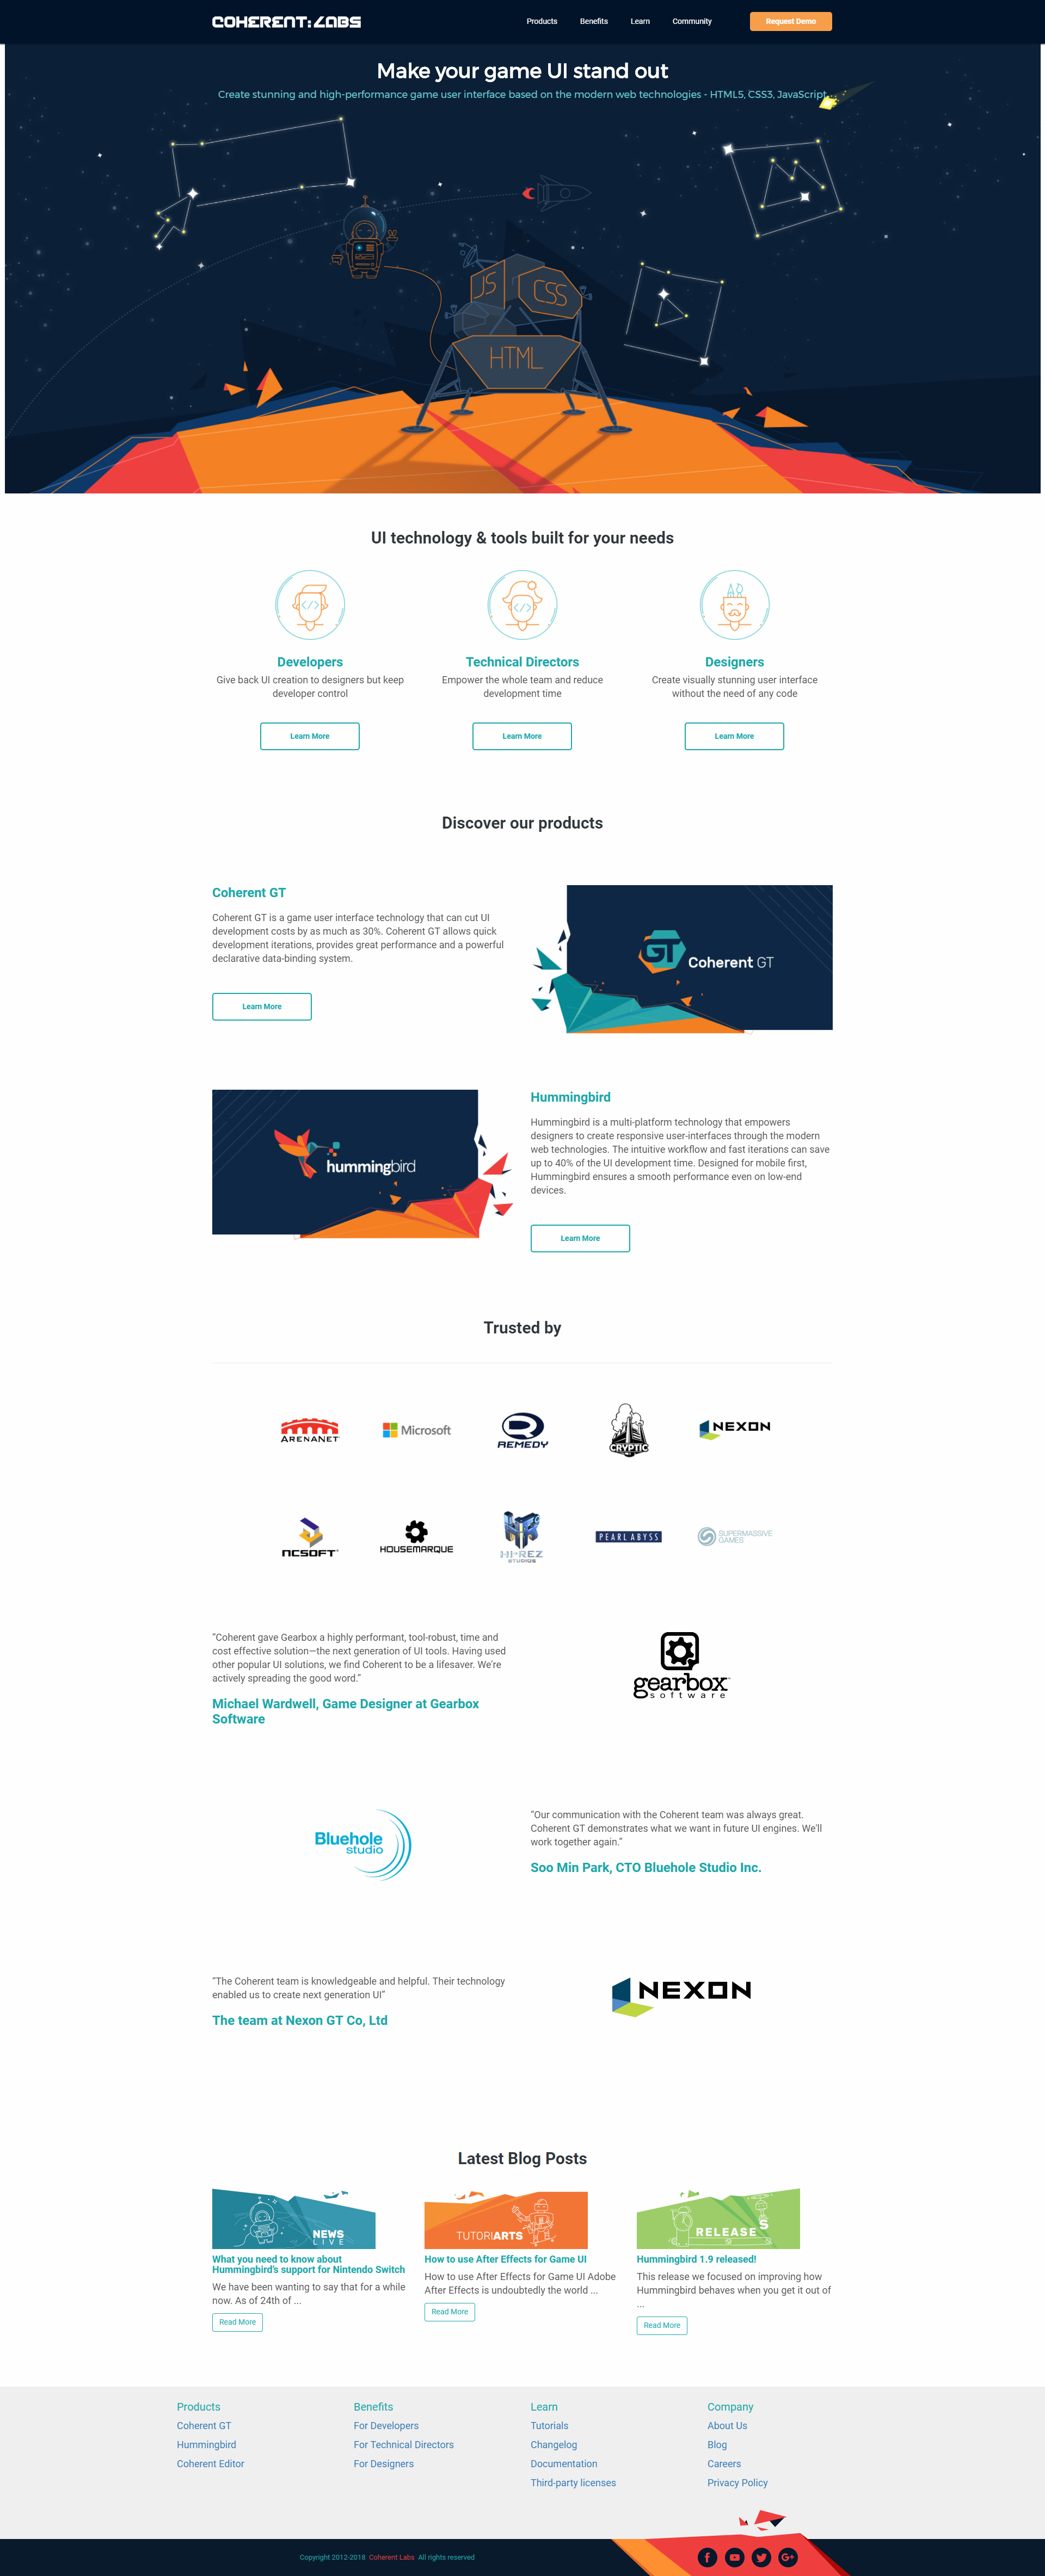 COHERENT:LABS
Products
Benefits
Learn
Community
Request Demo
Make your game UI stand out
Create stunning and high-performance game user interface based on the modern web technologies - HTML5, CSS3, JavaScript.
JS
CSS
HTML
UI technology & tools built for your needs
Developers
Give back UI creation to designers but keep
developer control
Learn More
Technical Directors
Empower the whole team and reduce
development time
Learn More
Designers
Create visually stunning user interface
without the need of any code
Learn More
Discover our products
Coherent GT
Coherent GT is a game user interface technology that can cut UI
development costs by as much as 30%. Coherent GT allows quick
development iterations, provides great performance and a powerful
declarative data-binding system.
Learn More
GT
Coherent GT
hummingbird
Hummingbird
Hummingbird is a multi-platform technology that empowers
designers to create responsive user-interfaces through the modern
web technologies. The intuitive workflow and fast iterations can save
up to 40% of the UI development time. Designed for mobile first,
Hummingbird ensures a smooth performance even on low-end
devices.
Learn More
Trusted by
ARENANET
Microsoft
REMEDY
CRYPTIC
NEXON
NCSOFT
HOUSEMARQUE
HI-REZ
STUDIOS
PEARL ABYSS
SUPERMASSIVE
GAMES
“Coherent gave Gearbox a highly performant, tool-robust, time and
cost effective solution—the next generation of UI tools. Having used
other popular UI solutions, we find Coherent to be a lifesaver. We're
actively spreading the good word.”
Michael Wardwell, Game Designer at Gearbox
Software
gearbox
software
Bluehole
studio
“Our communication with the Coherent team was always great.
Coherent GT demonstrates what we want in future UI engines. We'll
work together again.”
Soo Min Park, CTO Bluehole Studio Inc.
“The Coherent team is knowledgeable and helpful. Their technology
enabled us to create next generation UI”
The team at Nexon GT Co, Ltd
NEXON
Latest Blog Posts
NEWS
LIVE
What you need to know about
Hummingbird's support for Nintendo Switch
We have been wanting to say that for a while
now. As of 24th of ...
Read More
TUTORIARTS
How to use After Effects for Game UI
How to use After Effects for Game UI Adobe
After Effects is undoubtedly the world ...
Read More
RELEASES
Hummingbird 1.9 released!
This release we focused on improving how
Hummingbird behaves when you get it out of
...
Read More
Products
Coherent GT
Hummingbird
Coherent Editor
Benefits
For Developers
For Technical Directors
For Designers
Learn
Tutorials
Changelog
Documentation
Third-party licenses
Company
About Us
Blog
Careers
Privacy Policy
Copyright 2012-2018 Coherent Labs All rights reserved